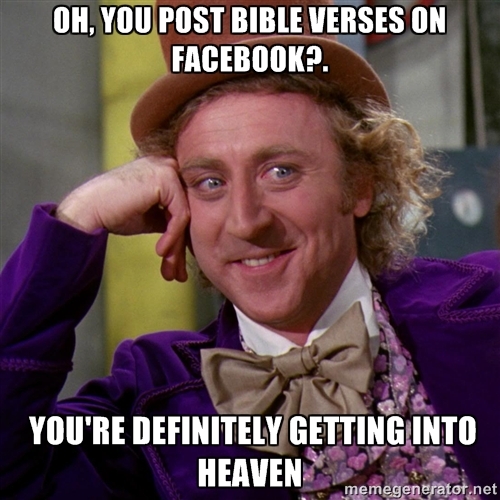 OH, YOU POST BIBLE VERSES ON
FACEBOOK?.
YOU'RE DEFINITELY GETTING INTO
HEAVEN
memegenerator.net